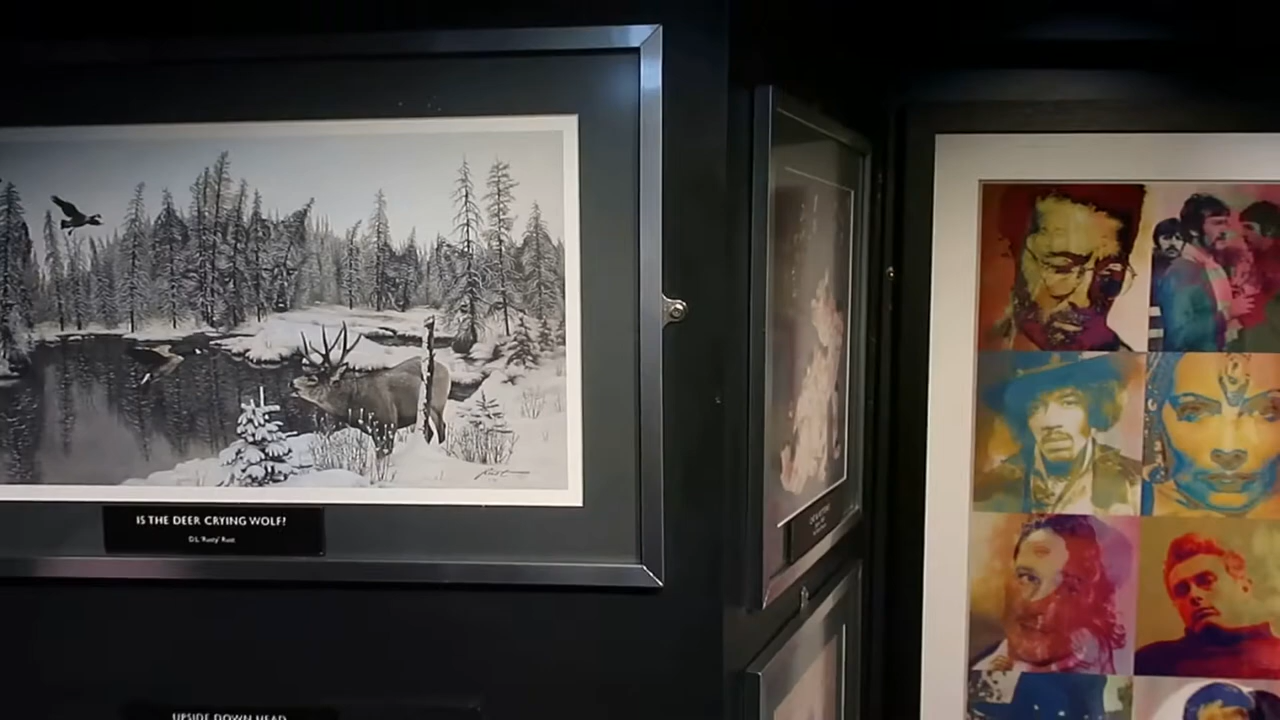 IS THE DEER CRYING WOLF?
D.L. 'Rusty' Rust
UPSIDE DOWN HEAD